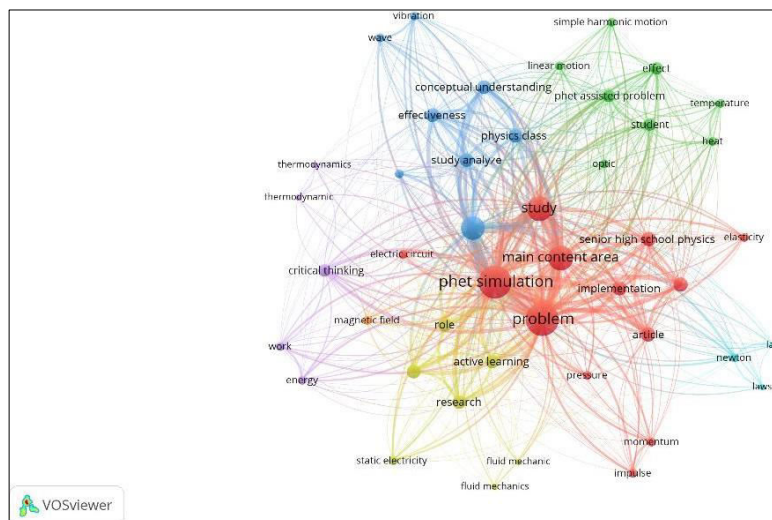 vibration
simple harmonic motion
wave
linear motion
effect
conceptual understanding
phet assisted problem
temperature
effectiveness
student
physics class
heat
study analyze
optic
thermodynamics
thermodynamic
study
senior high school physics
elasticity
electric circuit
main content area
critical thinking
phet simulation
implementation
magnetic field
role
problem
article
work
active learning
newton
energy
pressure
laws
research
momentum
static electricity
fluid mechanic
impulse
fluid mechanics
VOSviewer